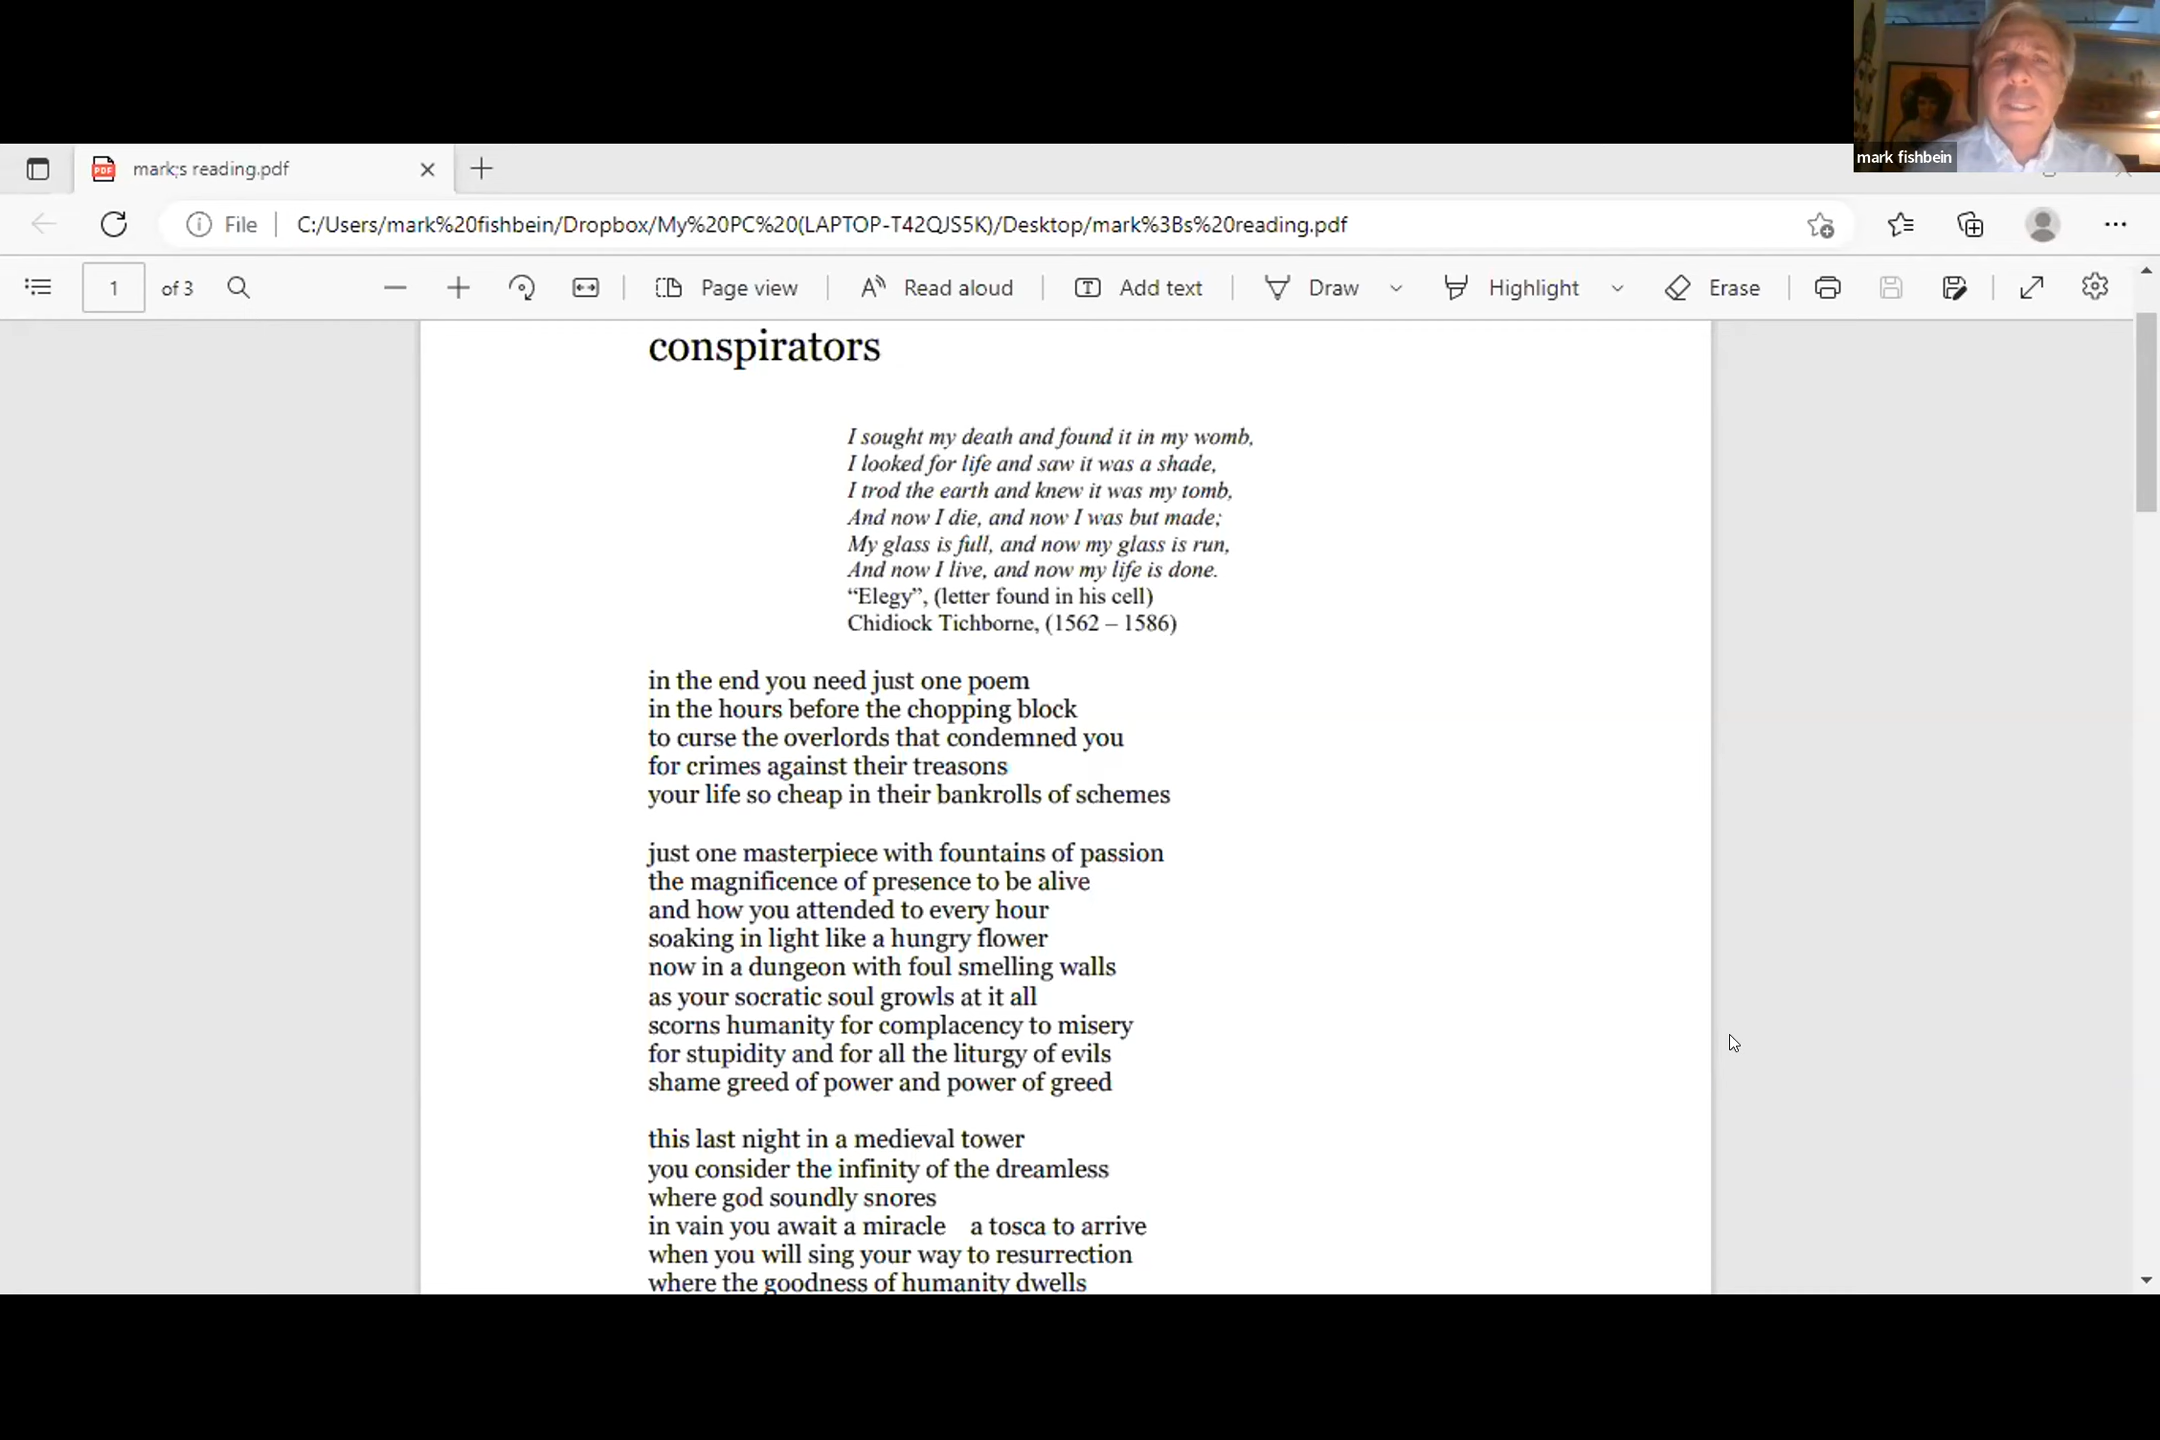 mark fishbein
mark;s reading.pdf
File
C:/Users/mark%20fishbein/Dropbox/My%20PC%20(LAPTOP-T42QJS5K)/Desktop/mark%3Bs%20reading.pdf
1 of 3
Page view
Read aloud
Add text
Draw
Highlight
Erase
conspirators
I sought my death and found it in my womb,
I looked for life and saw it was a shade,
I trod the earth and knew it was my tomb,
And now I die, and now I was but made;
My glass is full, and now my glass is run,
And now I live, and now my life is done.
“Elegy”, (letter found in his cell)
Chidiock Tichborne, (1562 – 1586)
in the end you need just one poem
in the hours before the chopping block
to curse the overlords that condemned you
for crimes against their treasons
your life so cheap in their bankrolls of schemes
just one masterpiece with fountains of passion
the magnificence of presence to be alive
and how you attended to every hour
soaking in light like a hungry flower
now in a dungeon with foul smelling walls
as your socratic soul growls at it all
scorns humanity for complacency to misery
for stupidity and for all the liturgy of evils
shame greed of power and power of greed
this last night in a medieval tower
you consider the infinity of the dreamless
where god soundly snores
in vain you await a miracle    a tosca to arrive
when you will sing your way to resurrection
where the goodness of humanity dwells